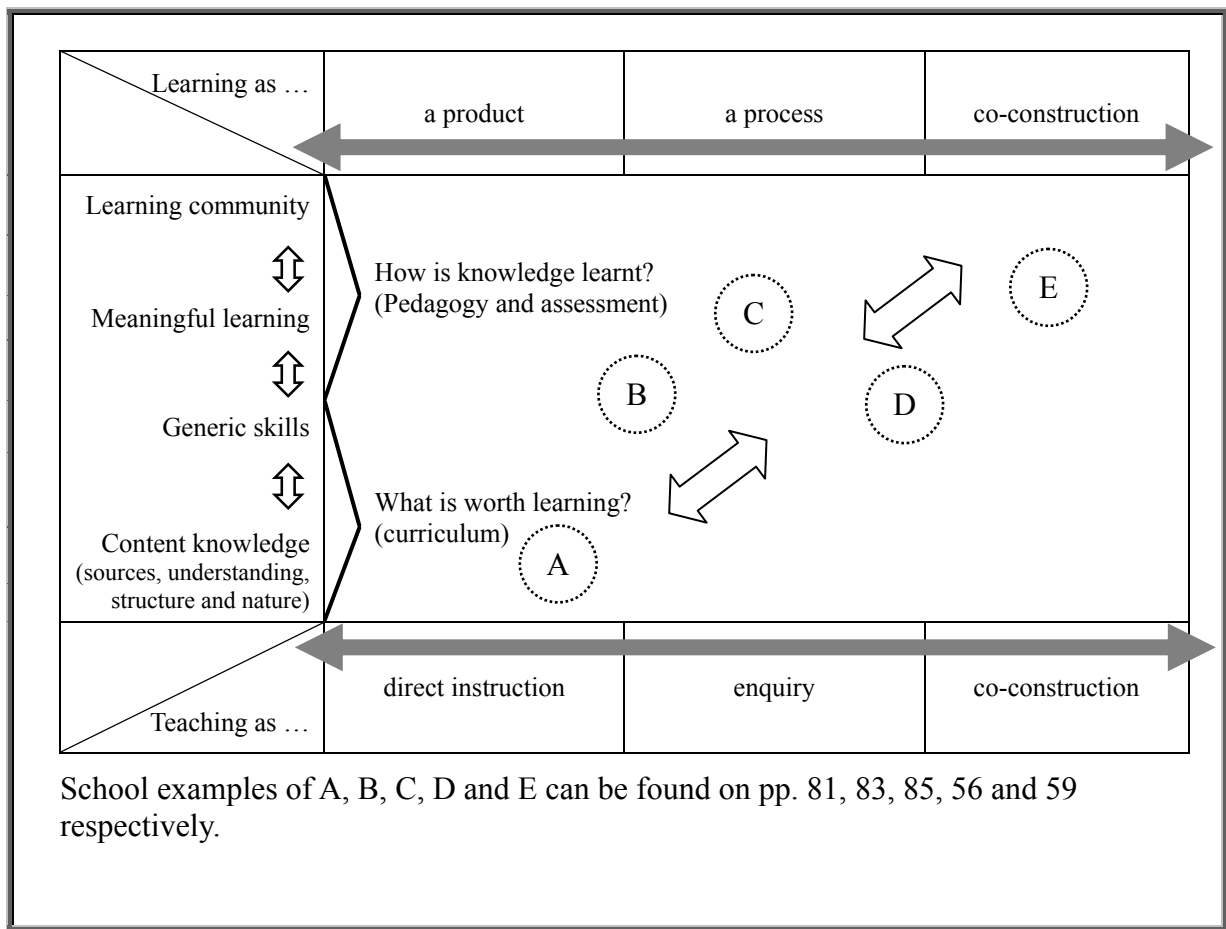 Learning as …
a product
a process
co-construction
Learning community
Meaningful learning
Generic skills
Content knowledge
(sources, understanding,
structure and nature)
How is knowledge learnt?
(Pedagogy and assessment)
What is worth learning?
(curriculum)
A
B
C
D
E
Teaching as …
direct instruction
enquiry
co-construction
School examples of A, B, C, D and E can be found on pp. 81, 83, 85, 56 and 59
respectively.